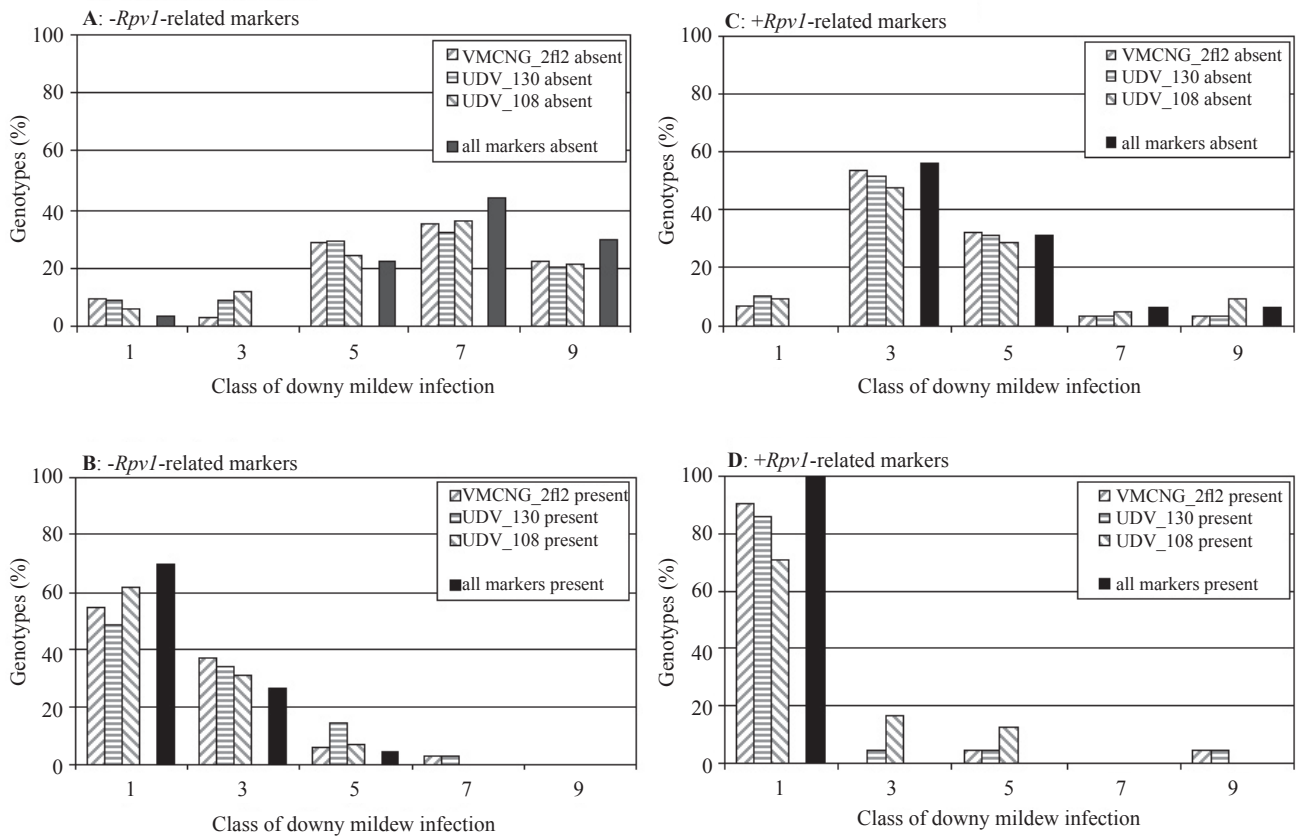 A: -Rpv1-related markers
100
80
60
40
20
0
Genotypes (%)
VMCNG_2fl2 absent
UDV_130 absent
UDV_108 absent
all markers absent
1 3 5 7 9
Class of downy mildew infection
C: +Rpv1-related markers
100
80
60
40
20
0
Genotypes (%)
VMCNG_2fl2 absent
UDV_130 absent
UDV_108 absent
all markers absent
1 3 5 7 9
Class of downy mildew infection
B: -Rpv1-related markers
100
80
60
40
20
0
Genotypes (%)
VMCNG_2fl2 present
UDV_130 present
UDV_108 present
all markers present
1 3 5 7 9
Class of downy mildew infection
D: +Rpv1-related markers
100
80
60
40
20
0
Genotypes (%)
VMCNG_2fl2 present
UDV_130 present
UDV_108 present
all markers present
1 3 5 7 9
Class of downy mildew infection